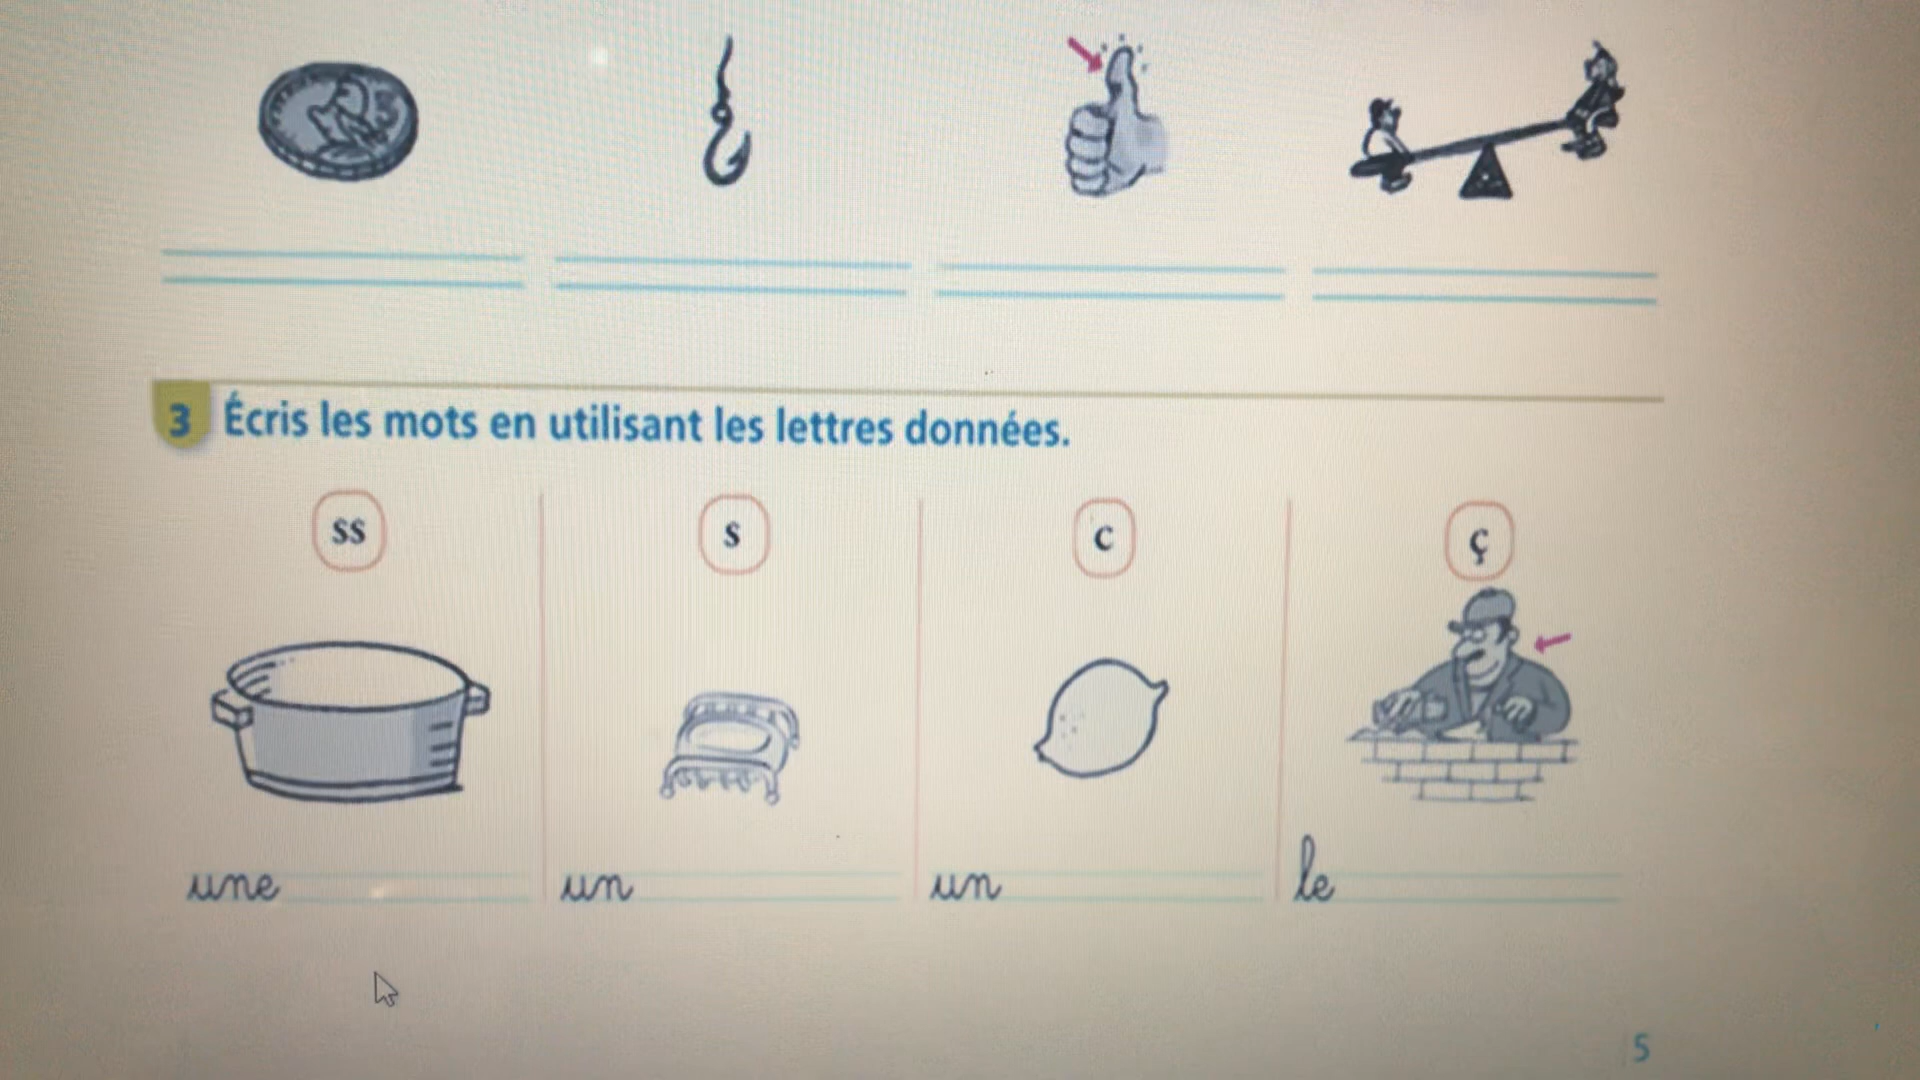 3 Écris les mots en utilisant les lettres données.
ss s c ç
une un un le
5